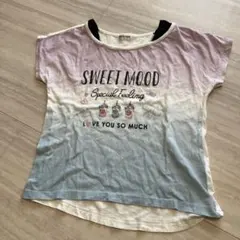 SWEET MOOD
Special Feeling
LOVE YOU SO MUCH